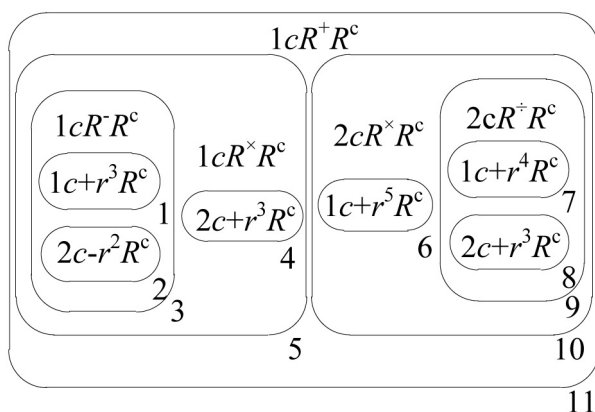 1cR⁺Rᶜ
1cR⁻Rᶜ
1c+r³Rᶜ
1
2c-r²Rᶜ
2
3
1cR×Rᶜ
2c+r³Rᶜ
4
5
2cR×Rᶜ
1c+r⁵Rᶜ
6
2cR÷Rᶜ
1c+r⁴Rᶜ
7
2c+r³Rᶜ
8
9
10
11